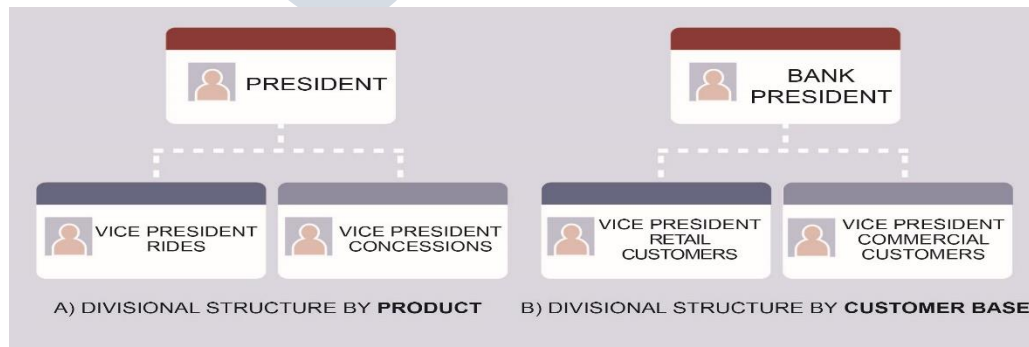 PRESIDENT
BANK
PRESIDENT
VICE PRESIDENT
RIDES
VICE PRESIDENT
CONCESSIONS
VICE PRESIDENT
RETAIL
CUSTOMERS
VICE PRESIDENT
COMMERCIAL
CUSTOMERS
A) DIVISIONAL STRUCTURE BY PRODUCT
B) DIVISIONAL STRUCTURE BY CUSTOMER BASE